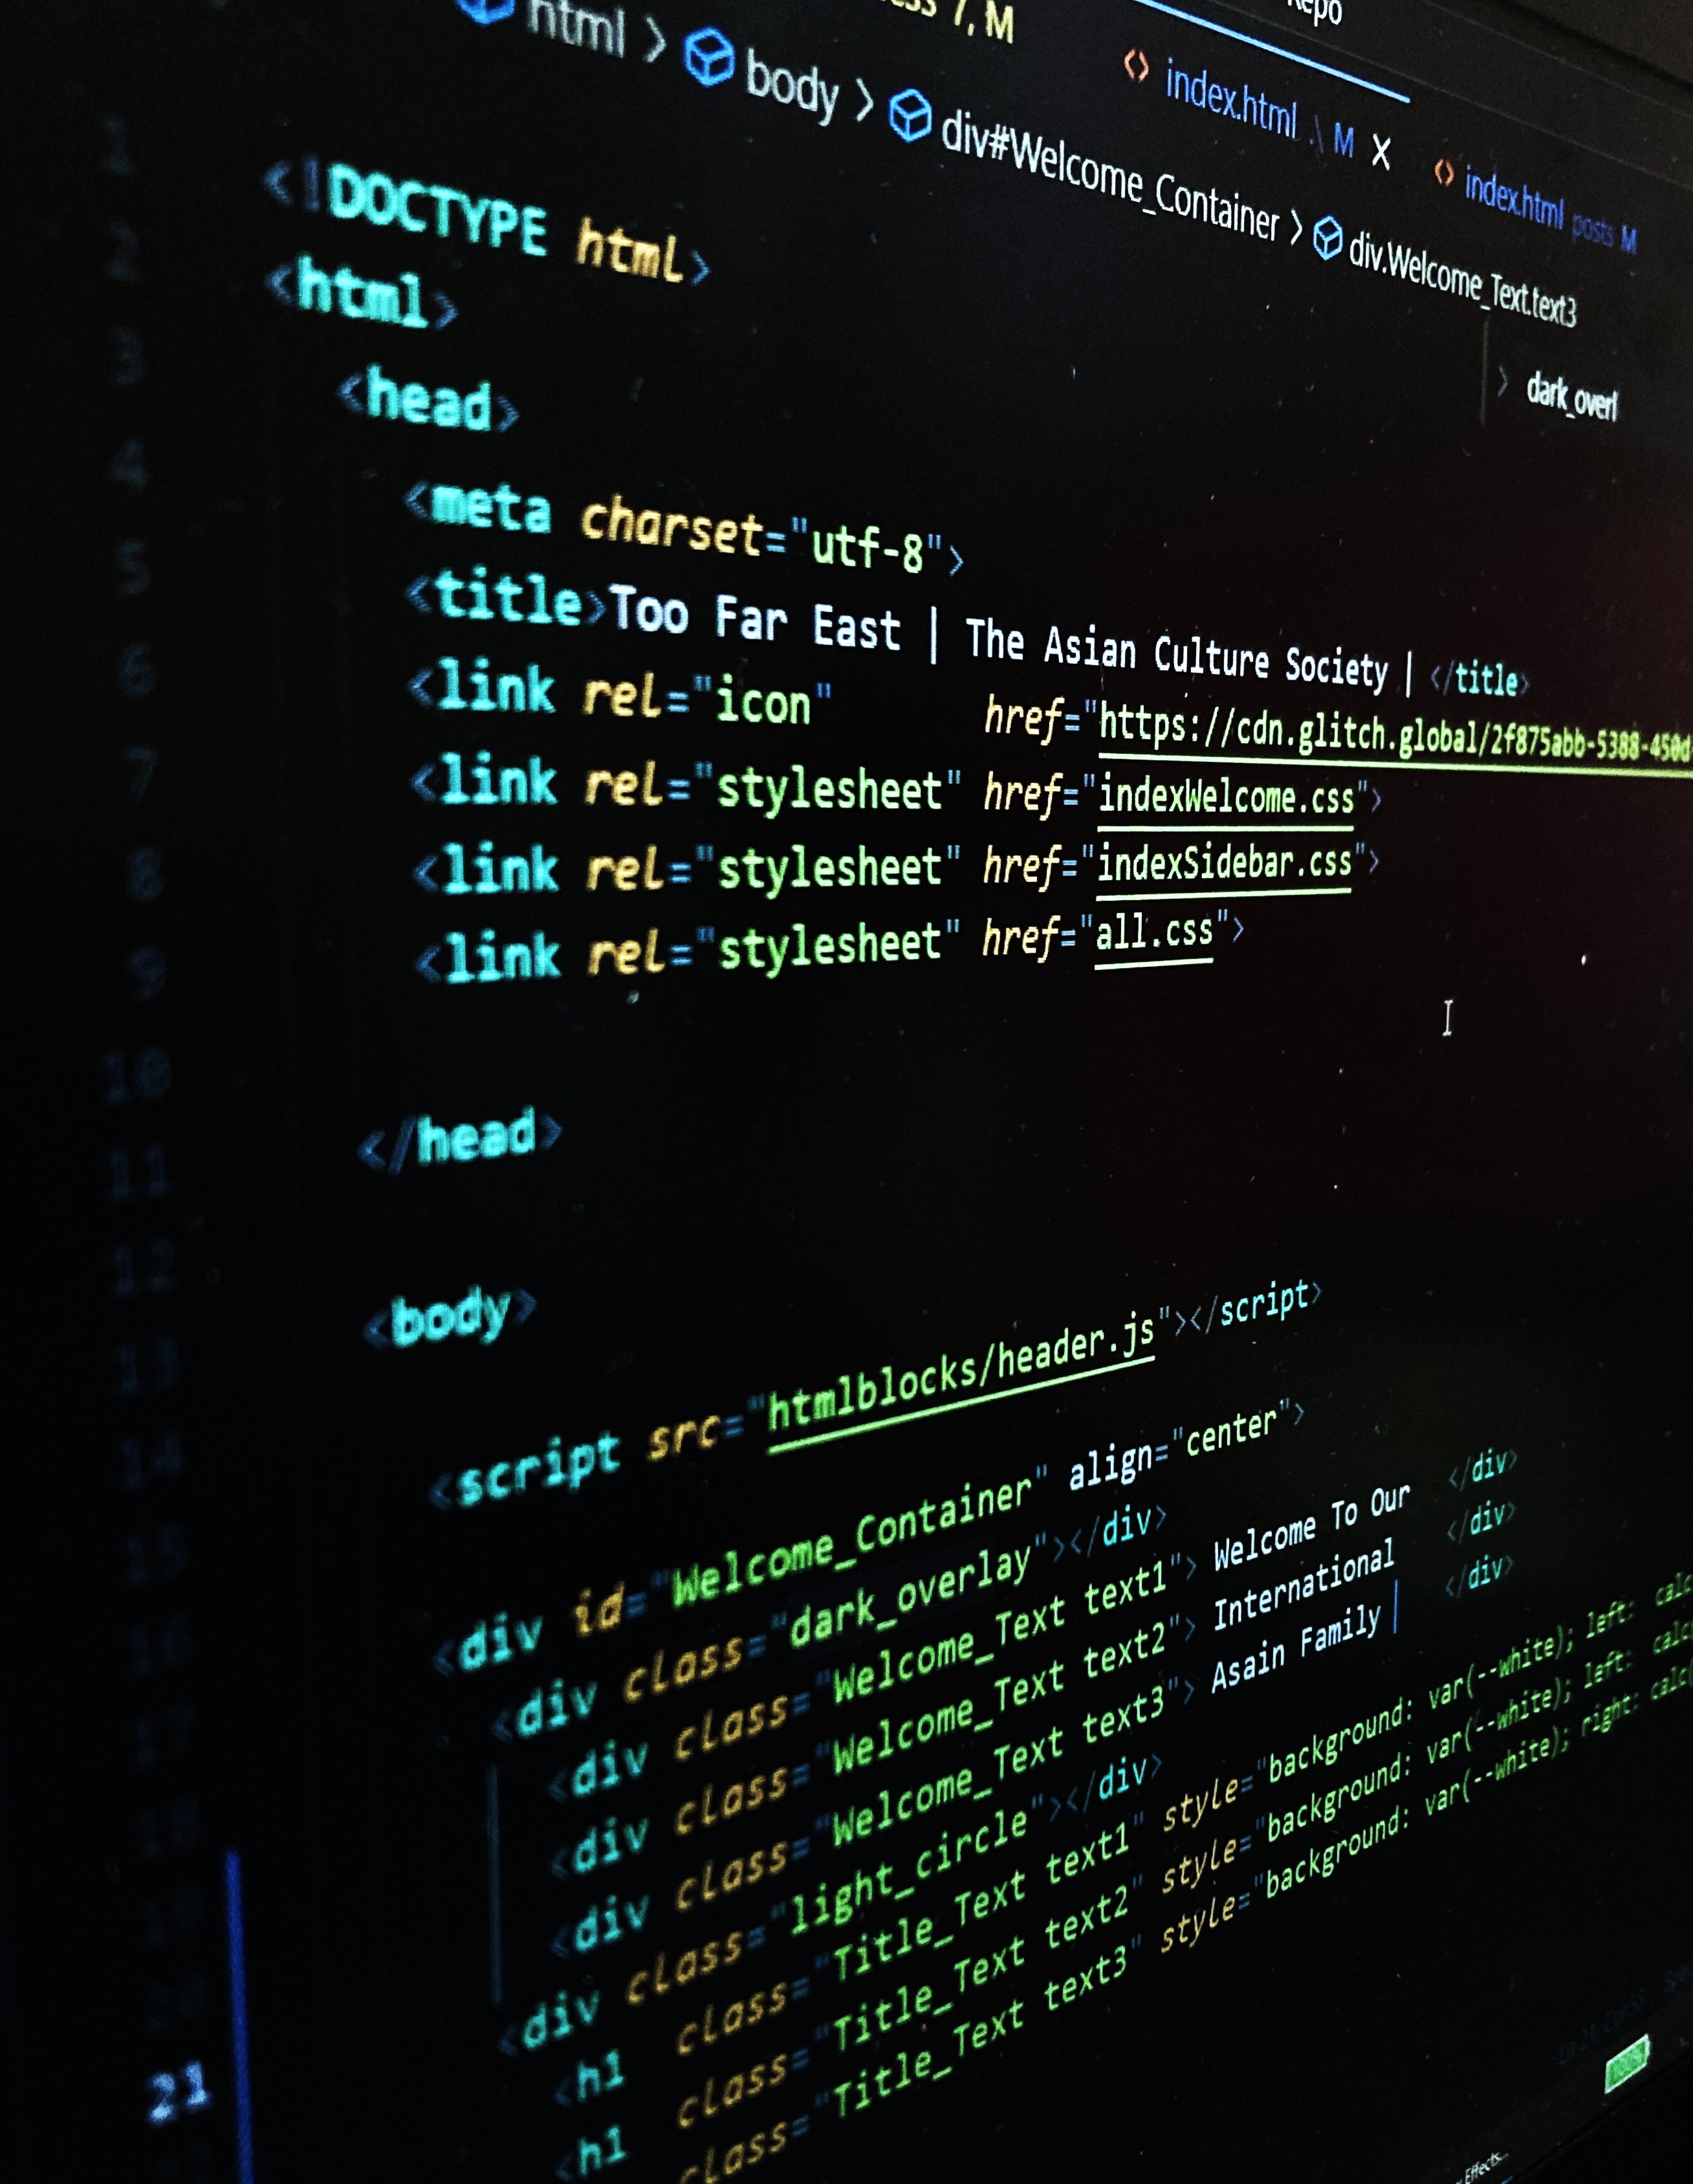 7, M
Repo
index.html .\ M X
index.html posts M
html > body > div#Welcome_Container > div.Welcome_Text.text3
> dark_overl
1 <!DOCTYPE html>
2 <html>
3 <head>
4 <meta charset="utf-8">
5 <title>Too Far East | The Asian Culture Society | </title>
6 <link rel="icon" href="https://cdn.glitch.global/2f875abb-5388-450d-
7 <link rel="stylesheet" href="indexWelcome.css">
8 <link rel="stylesheet" href="indexSidebar.css">
9 <link rel="stylesheet" href="all.css">
10
11 </head>
12
13 <body>
14
15 <script src="htmlblocks/header.js"></script>
16
17 <div id="Welcome_Container" align="center">
18 <div class="dark_overlay"></div>
19 <div class="Welcome_Text text1"> Welcome To Our </div>
20 <div class="Welcome_Text text2"> International </div>
21 <div class="Welcome_Text text3"> Asain Family </div>
<div class="light_circle"></div>
<h1 class="Title_Text text1" style="background: var(--white); left: calc
<h1 class="Title_Text text2" style="background: var(--white); left: calc
class="Title_Text text3" style="background: var(--white); right: calc(
Effects...